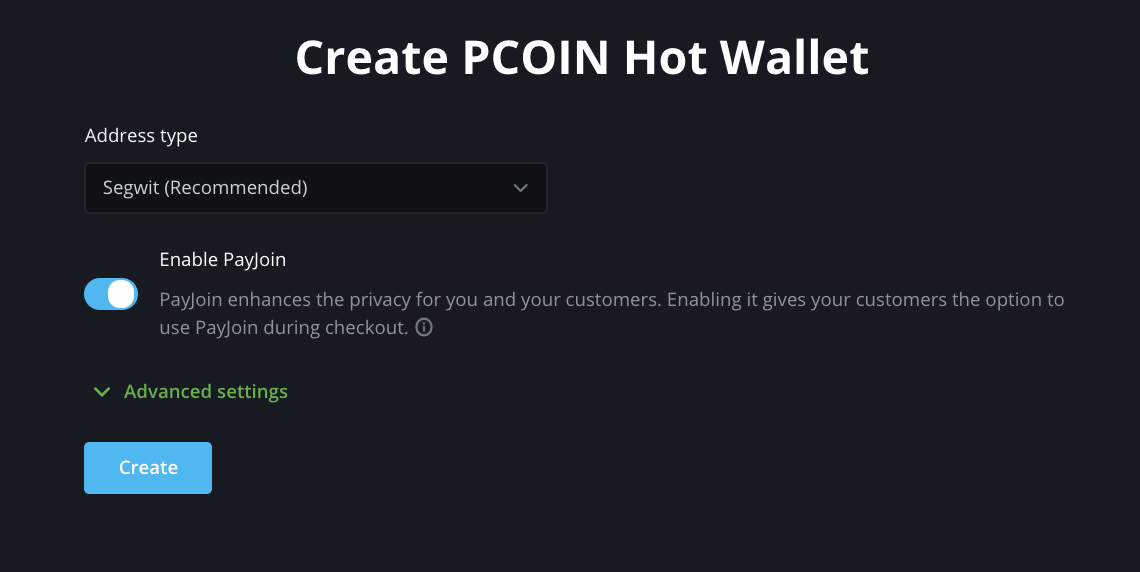 Create PCOIN Hot Wallet
Address type
Segwit (Recommended)
Enable PayJoin
PayJoin enhances the privacy for you and your customers. Enabling it gives your customers the option to
use PayJoin during checkout.
Advanced settings
Create